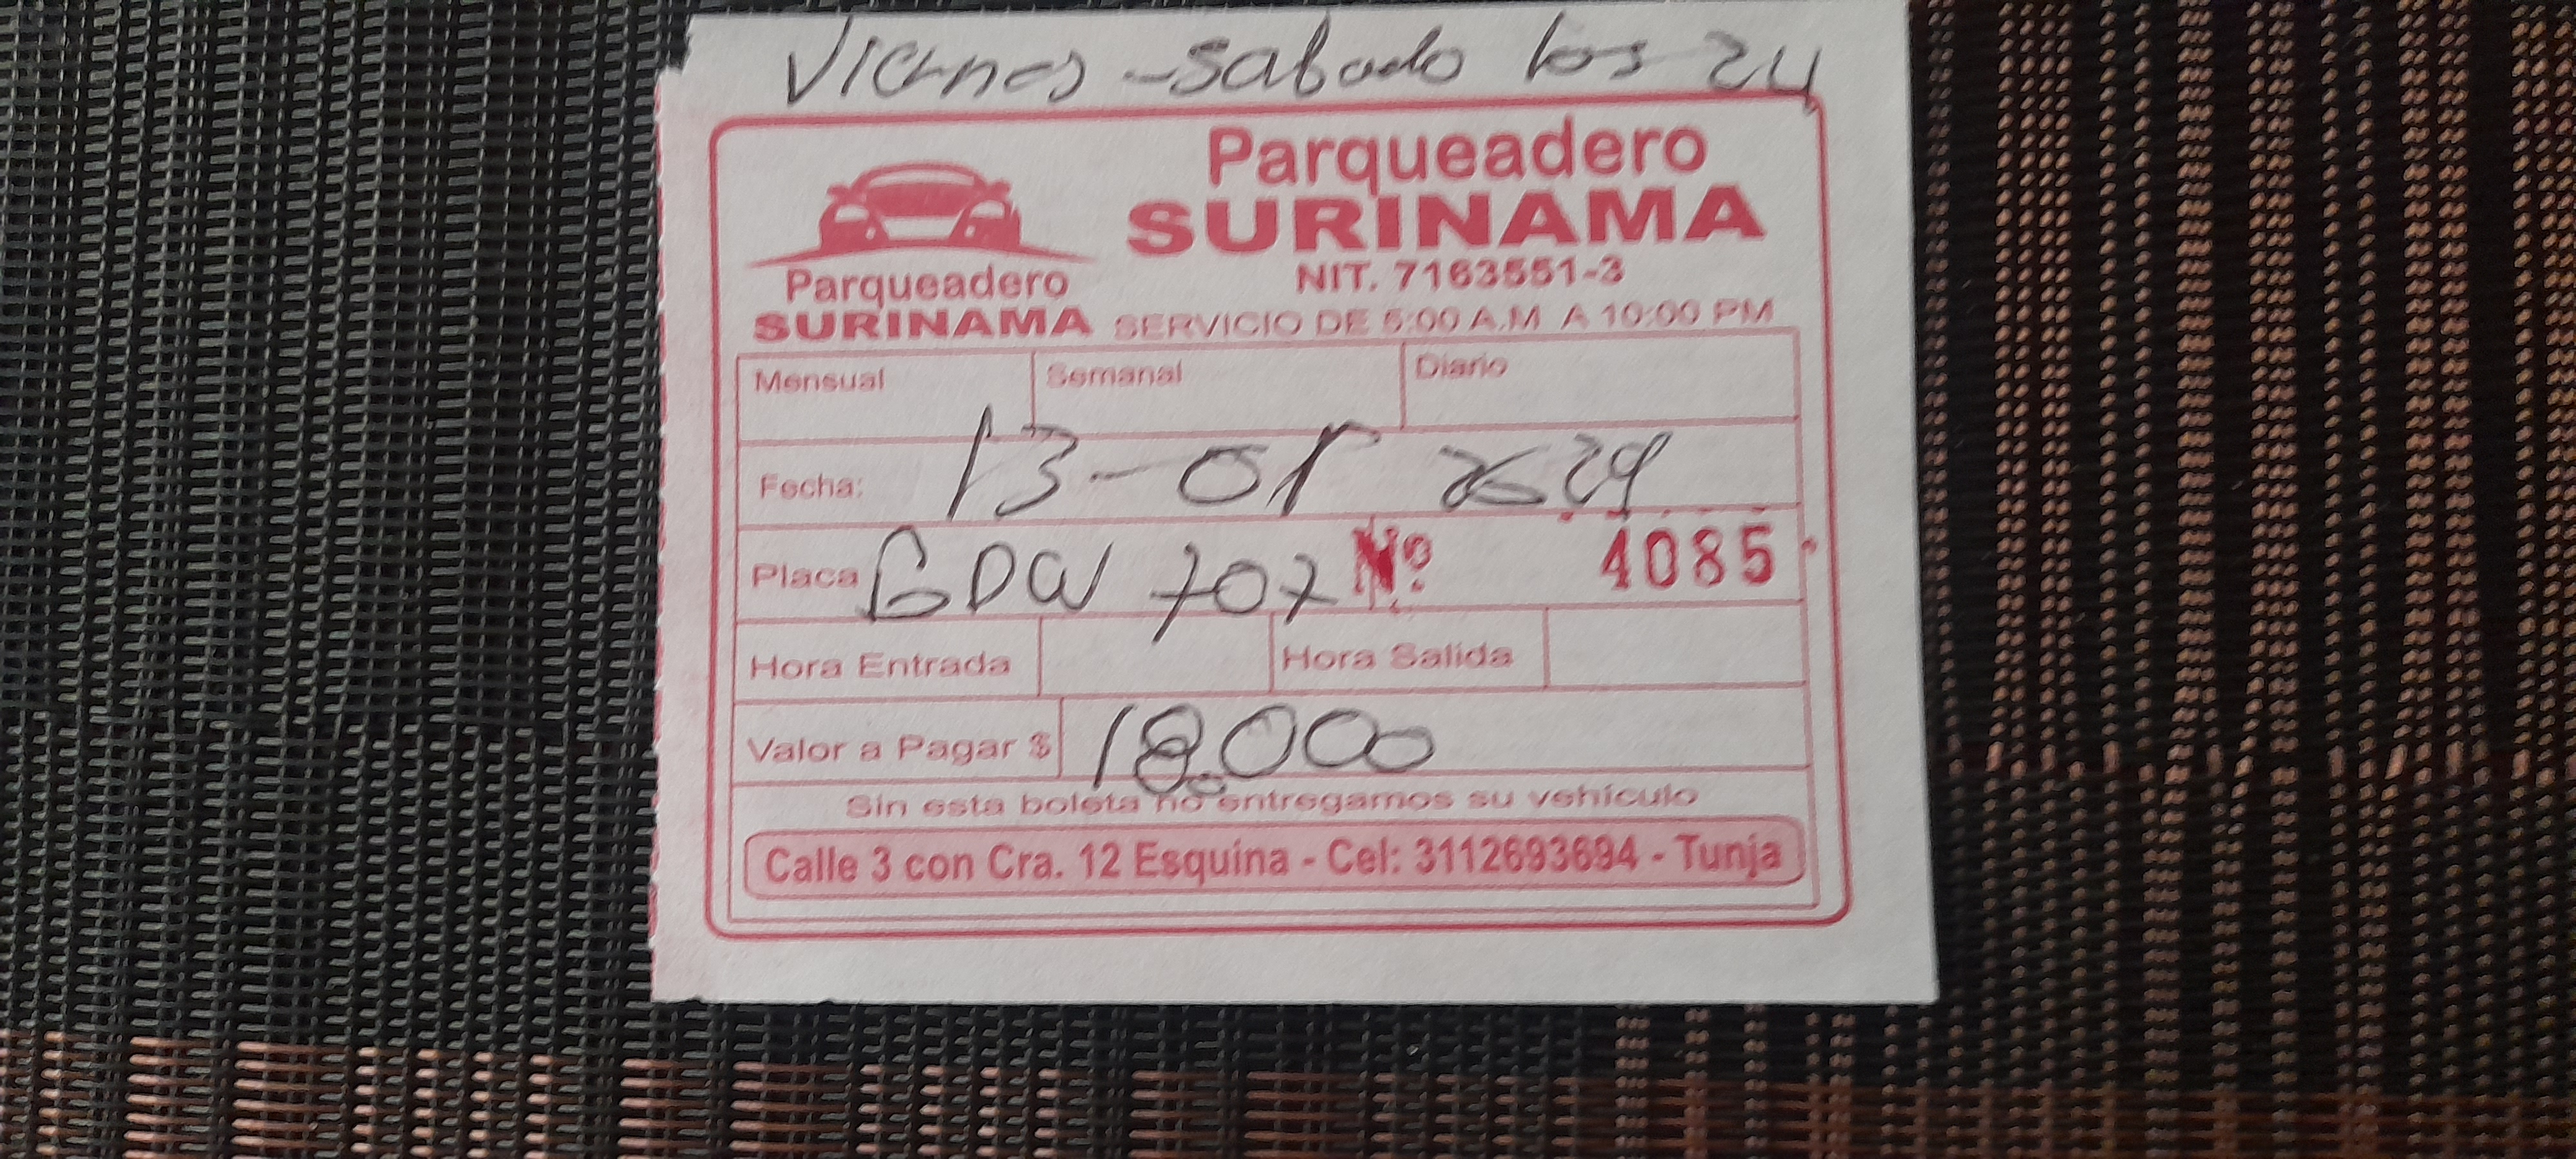 Viernes - Sabado los 24
Parqueadero
SURINAMA
NIT. 7163551-3
Parqueadero
SURINAMA
SERVICIO DE 5:00 A.M A 10:00 PM
Mensual Semanal Diario
Fecha: 13-01 2024
Placa GDW 707 Nº 4085
Hora Entrada Hora Salida
Valor a Pagar $ 18.000
Sin esta boleta no entregamos su vehículo
Calle 3 con Cra. 12 Esquina - Cel: 3112693694 - Tunja